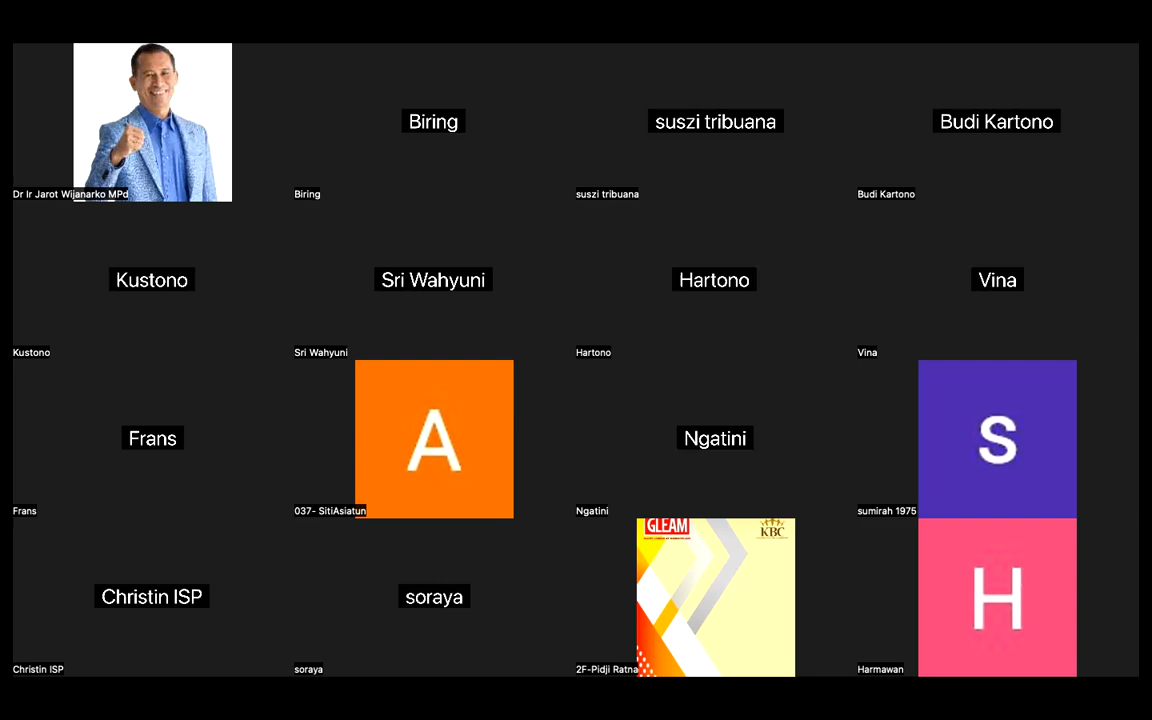 Dr Ir Jarot Wijanarko MPd
Biring
Biring
suszi tribuana
suszi tribuana
Budi Kartono
Budi Kartono
Kustono
Kustono
Sri Wahyuni
Sri Wahyuni
Hartono
Hartono
Vina
Vina
Frans
Frans
A
037- SitiAsiatun
Ngatini
Ngatini
S
sumirah 1975
Christin ISP
Christin ISP
soraya
soraya
GLEAM
KBC
2F-Pidji Ratna
H
Harmawan